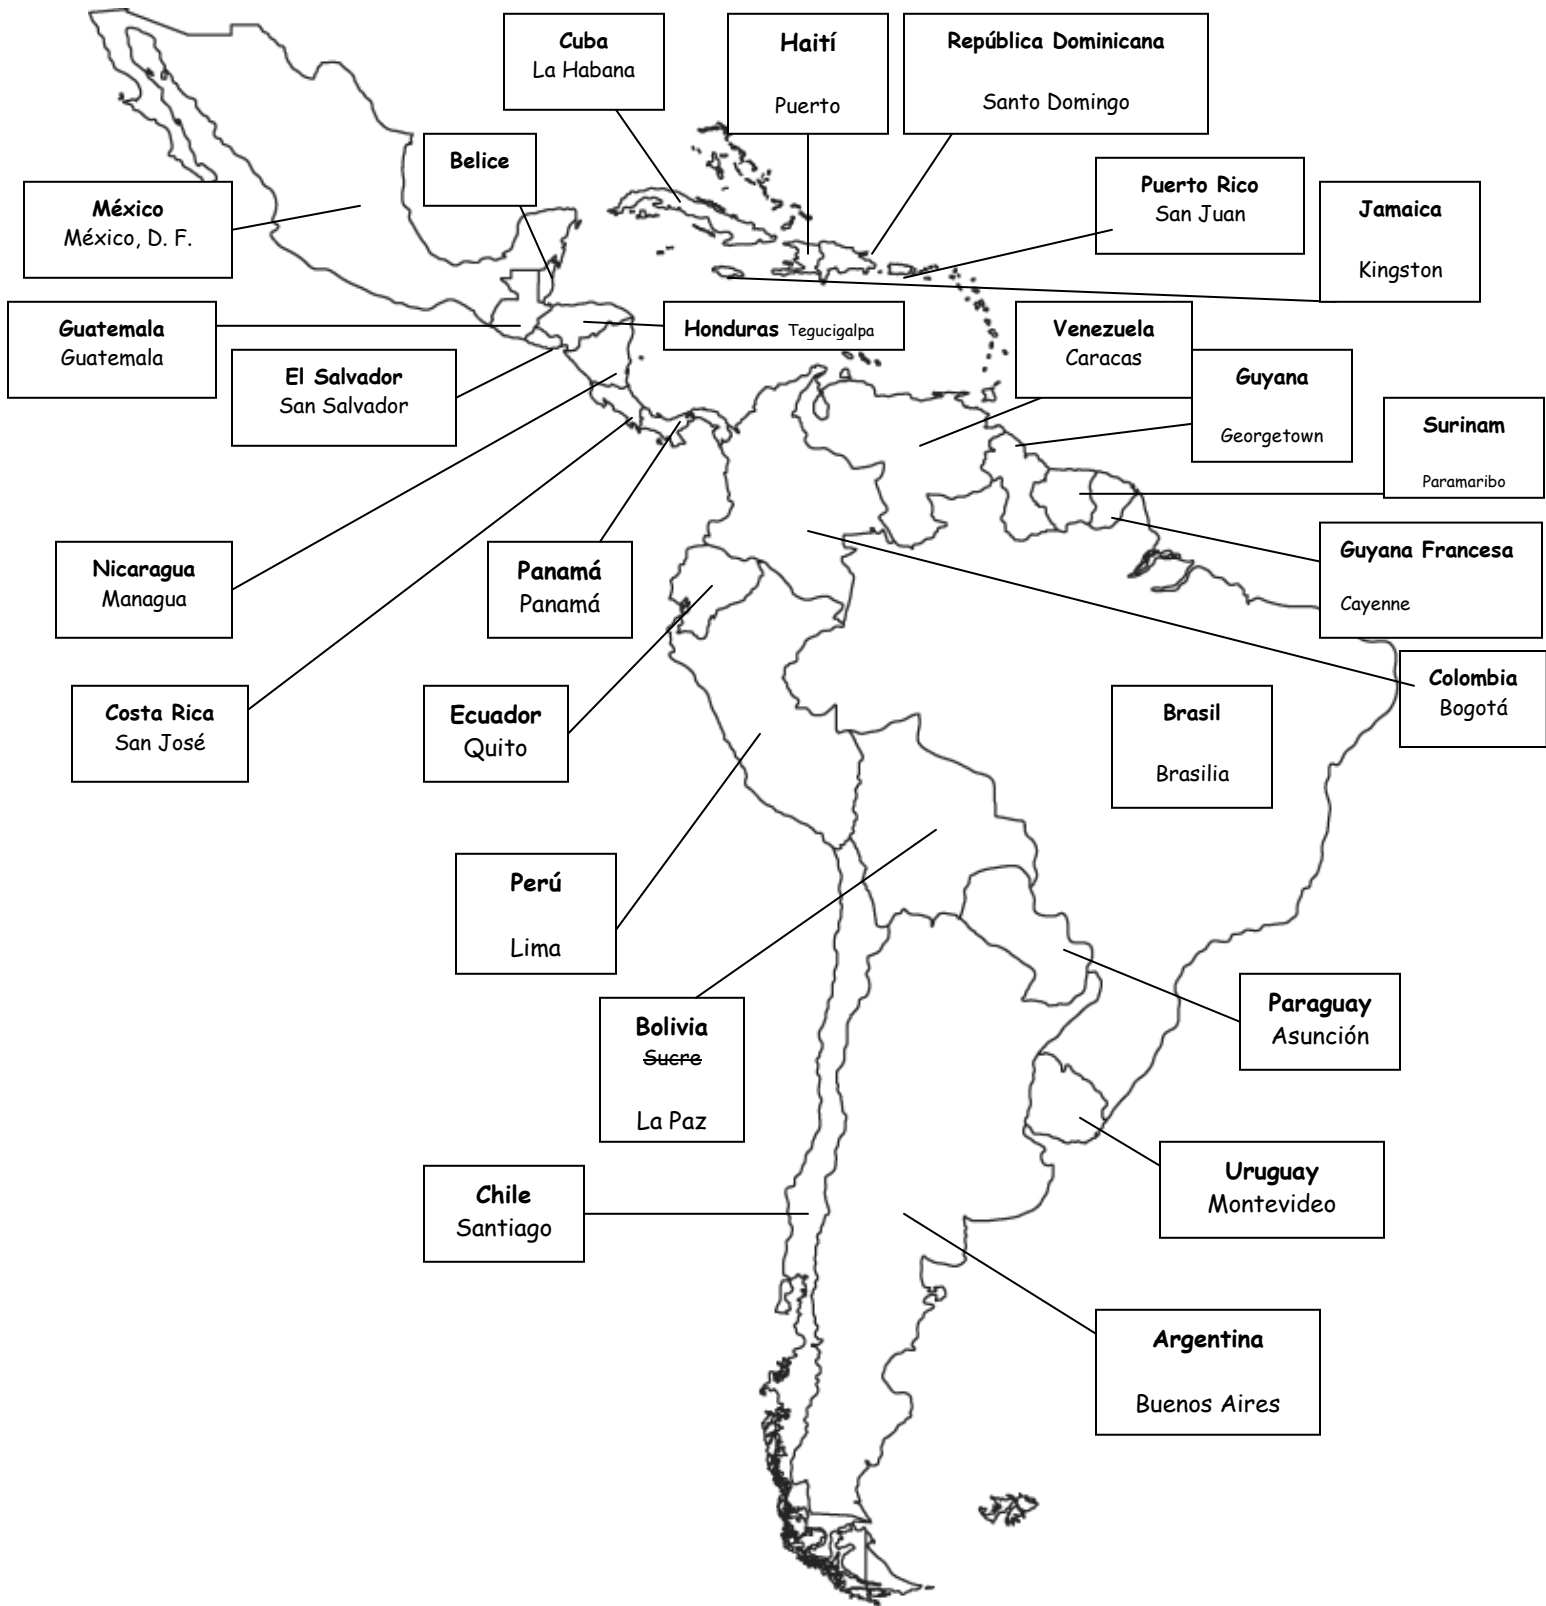 Cuba
La Habana
Haití
Puerto
República Dominicana
Santo Domingo
Belice
Puerto Rico
San Juan
México
México, D. F.
Jamaica
Kingston
Guatemala
Guatemala
Honduras Tegucigalpa
Venezuela
Caracas
El Salvador
San Salvador
Guyana
Georgetown
Surinam
Paramaribo
Guyana Francesa
Cayenne
Nicaragua
Managua
Panamá
Panamá
Colombia
Bogotá
Costa Rica
San José
Ecuador
Quito
Brasil
Brasilia
Perú
Lima
Bolivia
Sucre
La Paz
Paraguay
Asunción
Chile
Santiago
Uruguay
Montevideo
Argentina
Buenos Aires